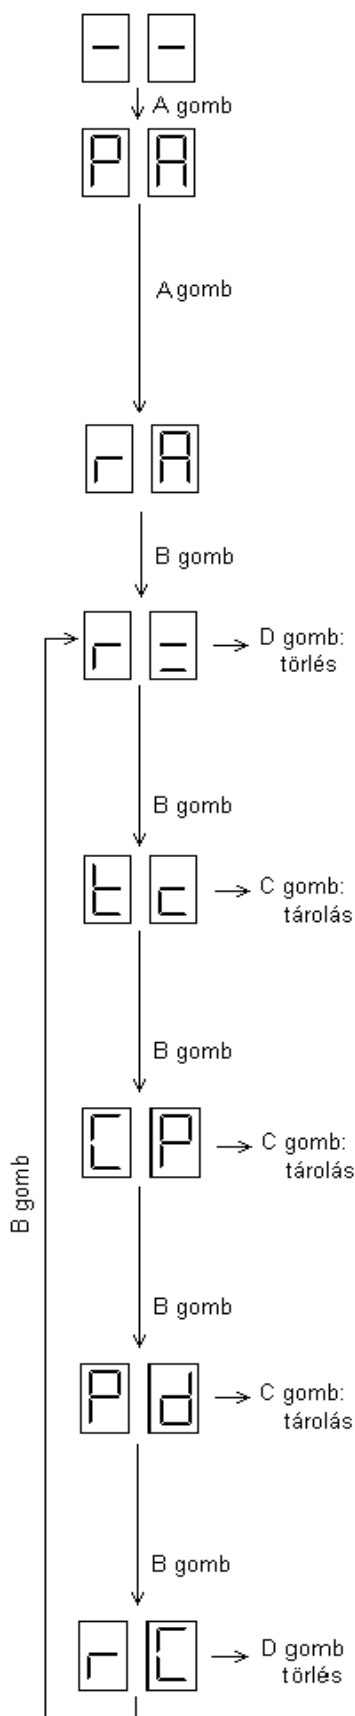 - -
A gomb
P A
A gomb
r A
B gomb
r =
D gomb:
törlés
B gomb
t c
C gomb:
tárolás
B gomb
C P
C gomb:
tárolás
B gomb
B gomb
P d
C gomb:
tárolás
B gomb
r C
D gomb
törlés